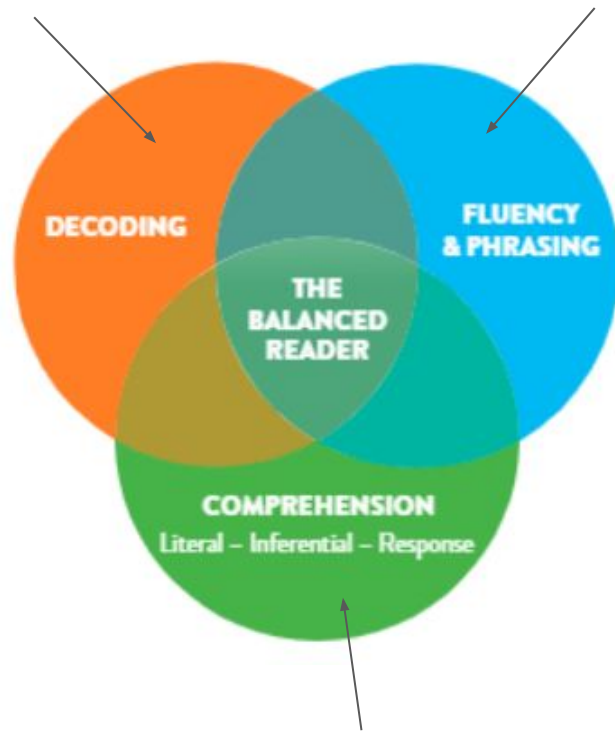 DECODING
FLUENCY
& PHRASING
THE
BALANCED
READER
COMPREHENSION
Literal – Inferential – Response